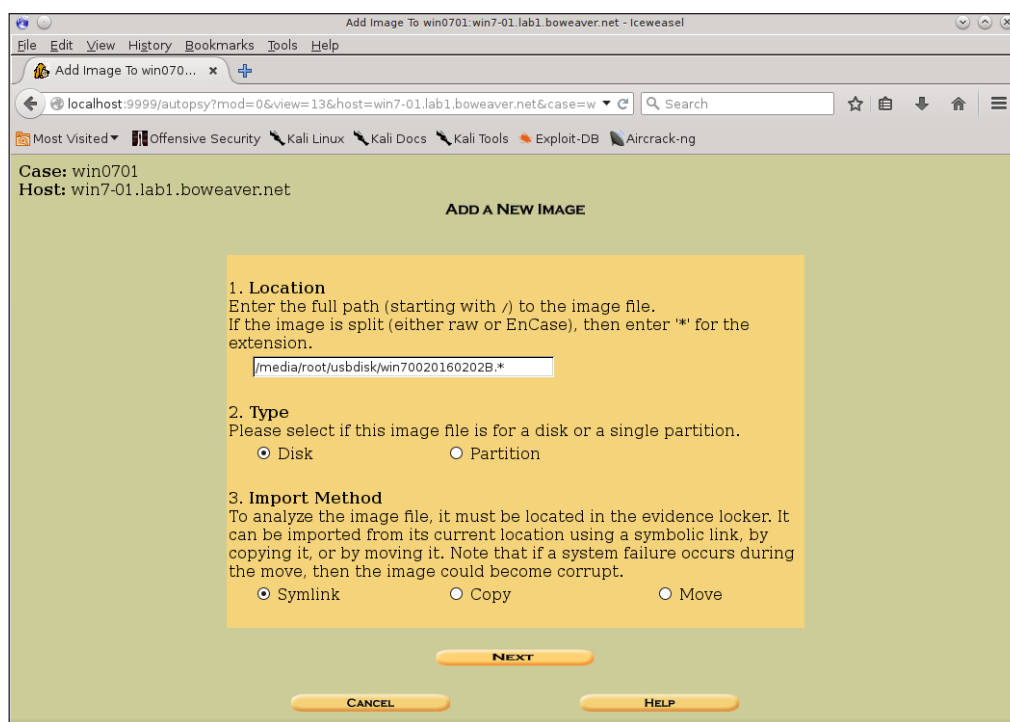 Add Image To win0701:win7-01.lab1.boweaver.net - Iceweasel
File Edit View History Bookmarks Tools Help
Add Image To win070...
localhost:9999/autopsy?mod=0&view=13&host=win7-01.lab1.boweaver.net&case=w
Search
Most Visited Offensive Security Kali Linux Kali Docs Kali Tools Exploit-DB Aircrack-ng
Case: win0701
Host: win7-01.lab1.boweaver.net
ADD A NEW IMAGE
1. Location
Enter the full path (starting with /) to the image file.
If the image is split (either raw or EnCase), then enter '*' for the
extension.
/media/root/usbdisk/win70020160202B.*
2. Type
Please select if this image file is for a disk or a single partition.
Disk Partition
3. Import Method
To analyze the image file, it must be located in the evidence locker. It
can be imported from its current location using a symbolic link, by
copying it, or by moving it. Note that if a system failure occurs during
the move, then the image could become corrupt.
Symlink Copy Move
NEXT
CANCEL HELP